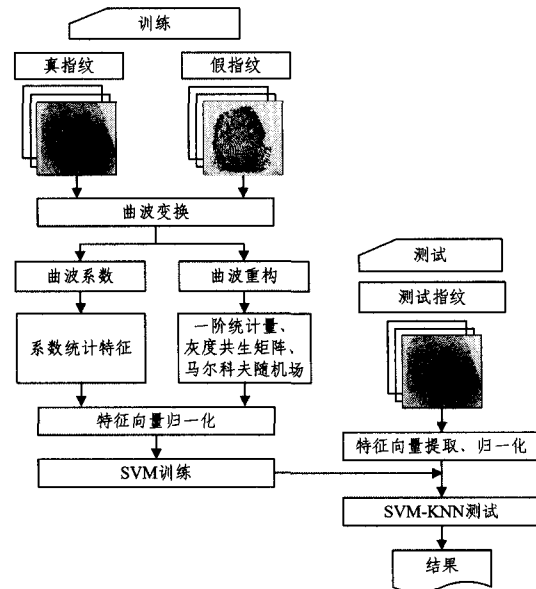 训练
真指纹
假指纹
曲波变换
曲波系数
曲波重构
系数统计特征
一阶统计量、
灰度共生矩阵、
马尔科夫随机场
特征向量归一化
SVM训练
测试
测试指纹
特征向量提取、归一化
SVM-KNN测试
结果